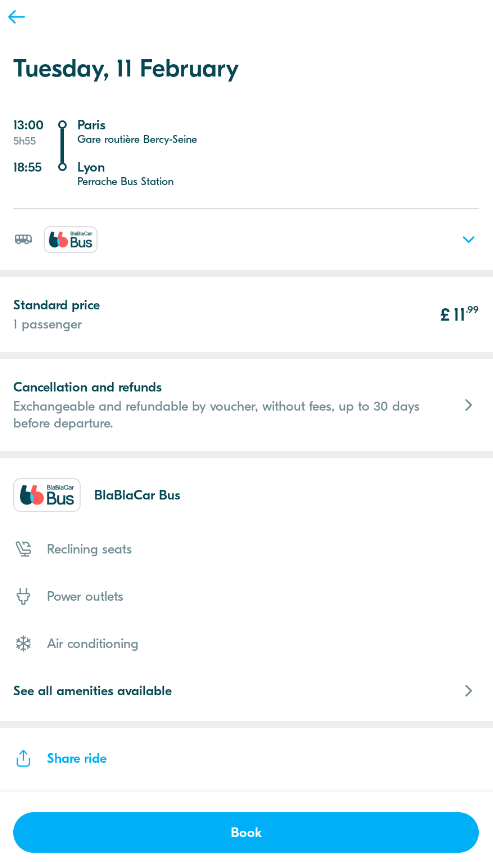 Tuesday, 11 February
13:00 Paris
5h55 Gare routière Bercy-Seine
18:55 Lyon
Perrache Bus Station
BlaBlaCar
Bus
Standard price
1 passenger
£ 11.99
Cancellation and refunds
Exchangeable and refundable by voucher, without fees, up to 30 days
before departure.
BlaBlaCar
Bus
BlaBlaCar Bus
Reclining seats
Power outlets
Air conditioning
See all amenities available
Share ride
Book